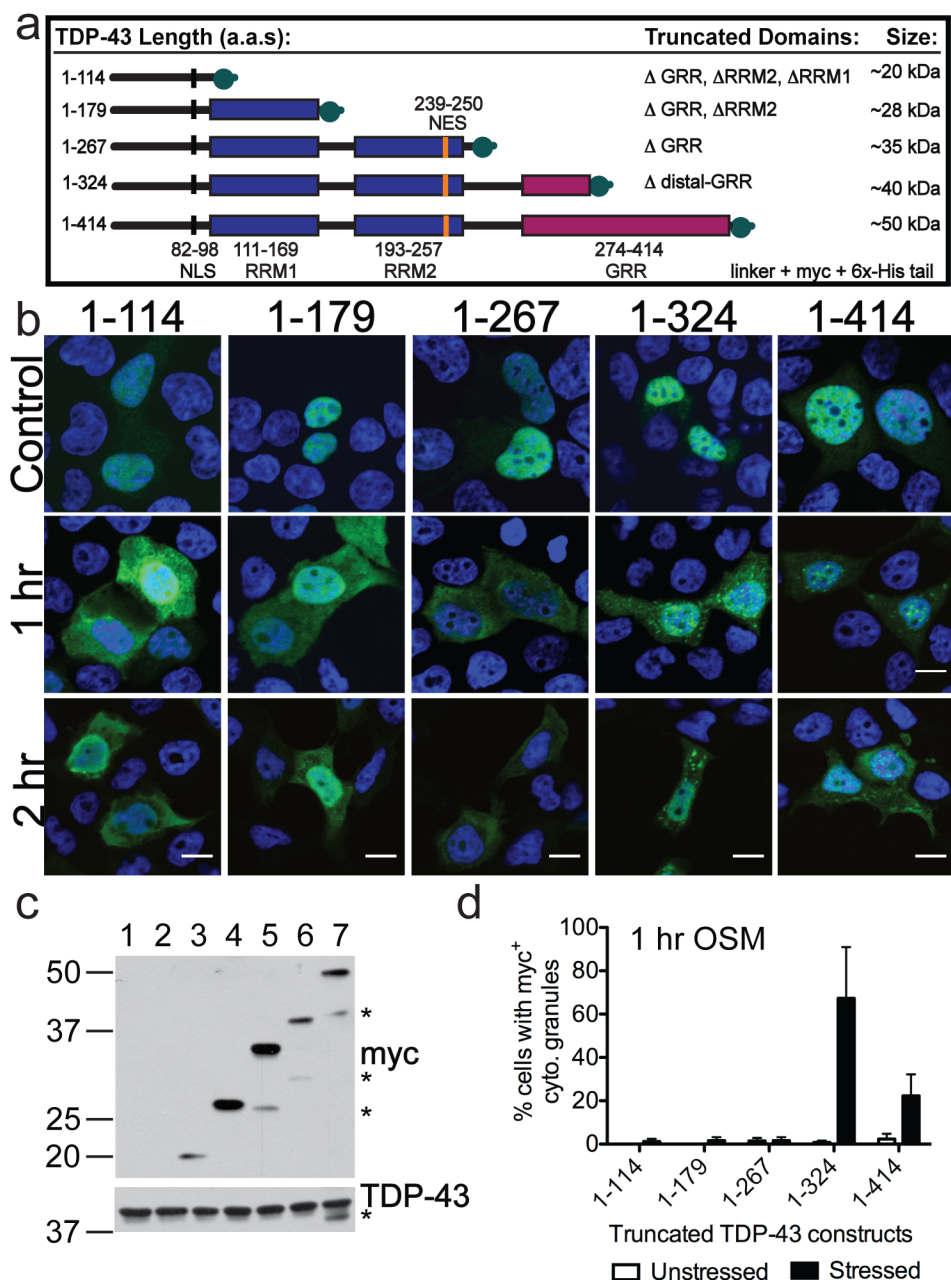 a
TDP-43 Length (a.a.s): Truncated Domains: Size:
1-114 Δ GRR, ΔRRM2, ΔRRM1 ~20 kDa
1-179 239-250 Δ GRR, ΔRRM2 ~28 kDa
NES
1-267 Δ GRR ~35 kDa
1-324 Δ distal-GRR ~40 kDa
1-414 ~50 kDa
82-98 111-169 193-257 274-414
NLS RRM1 RRM2 GRR linker + myc + 6x-His tail
b
1-114 1-179 1-267 1-324 1-414
Control
1 hr
2 hr
c
1 2 3 4 5 6 7
50
*
37
myc
*
*
25
20
TDP-43
*
37
d
1 hr OSM
% cells with myc+
cyto. granules
100
80
60
40
20
0
1-114 1-179 1-267 1-324 1-414
Truncated TDP-43 constructs
Unstressed Stressed